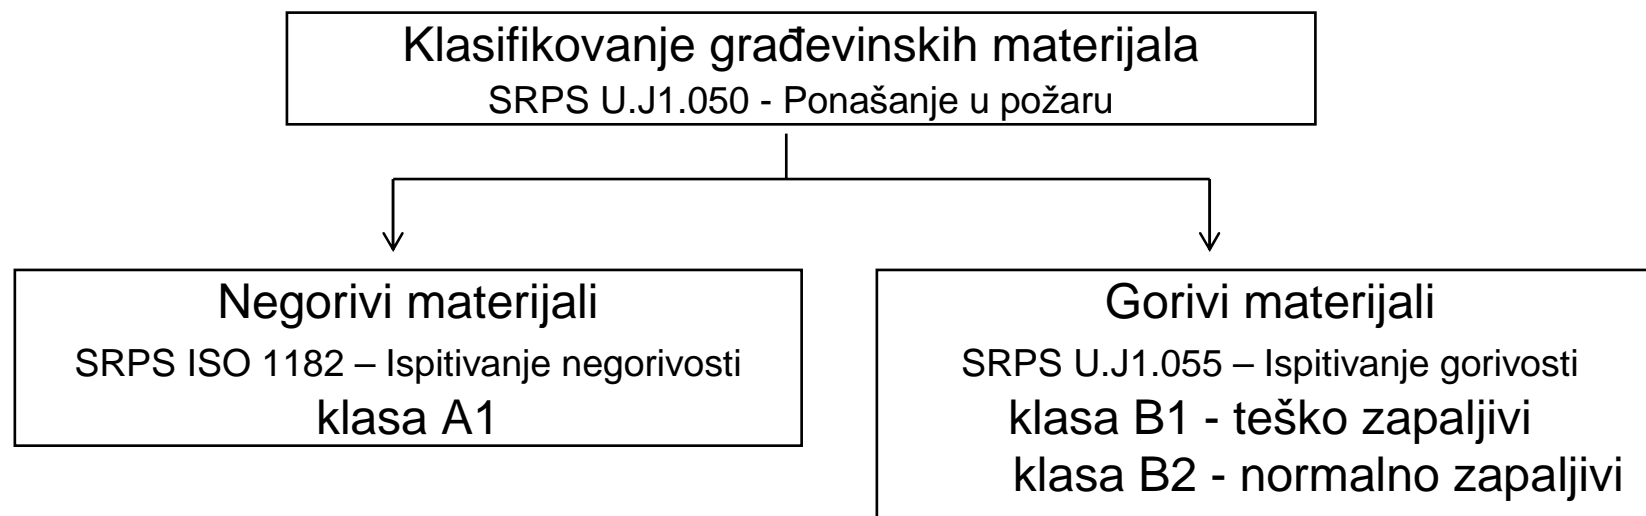 Klasifikovanje građevinskih materijala
SRPS U.J1.050 - Ponašanje u požaru
Negorivi materijali
SRPS ISO 1182 – Ispitivanje negorivosti
klasa A1
Gorivi materijali
SRPS U.J1.055 – Ispitivanje gorivosti
klasa B1 - teško zapaljivi
klasa B2 - normalno zapaljivi